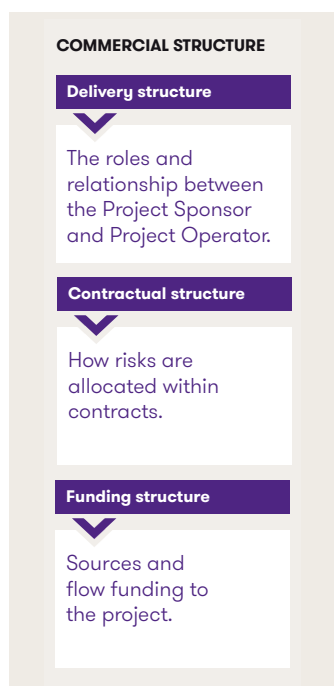 COMMERCIAL STRUCTURE
Delivery structure
The roles and
relationship between
the Project Sponsor
and Project Operator.
Contractual structure
How risks are
allocated within
contracts.
Funding structure
Sources and
flow funding to
the project.